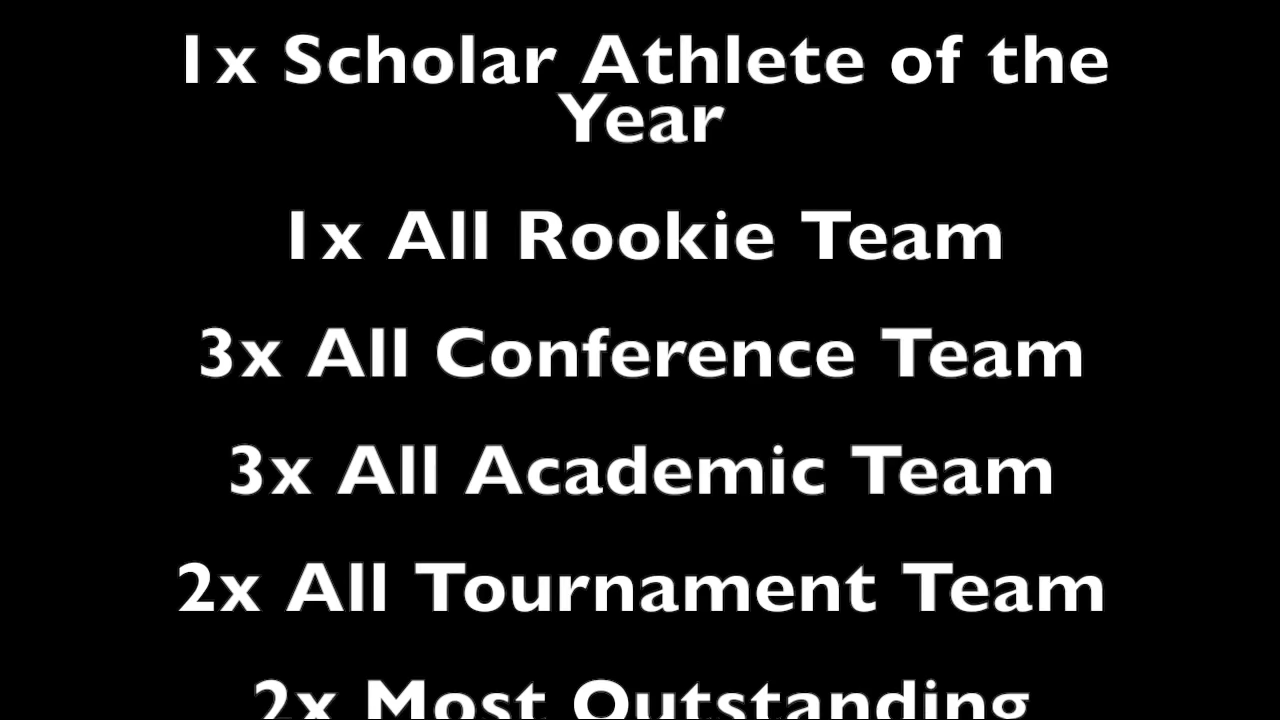 1x Scholar Athlete of the
Year
1x All Rookie Team
3x All Conference Team
3x All Academic Team
2x All Tournament Team
2x Most Outstanding